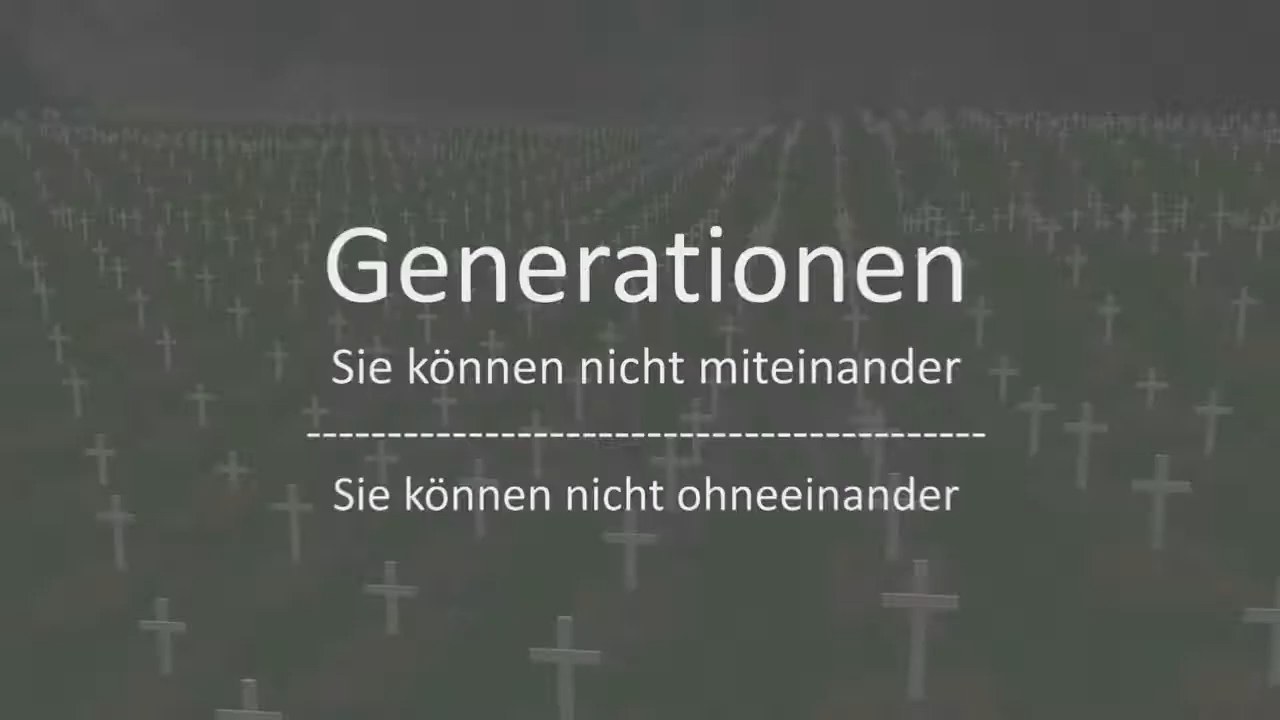 Generationen
Sie können nicht miteinander
------------------------------------------
Sie können nicht ohneeinander